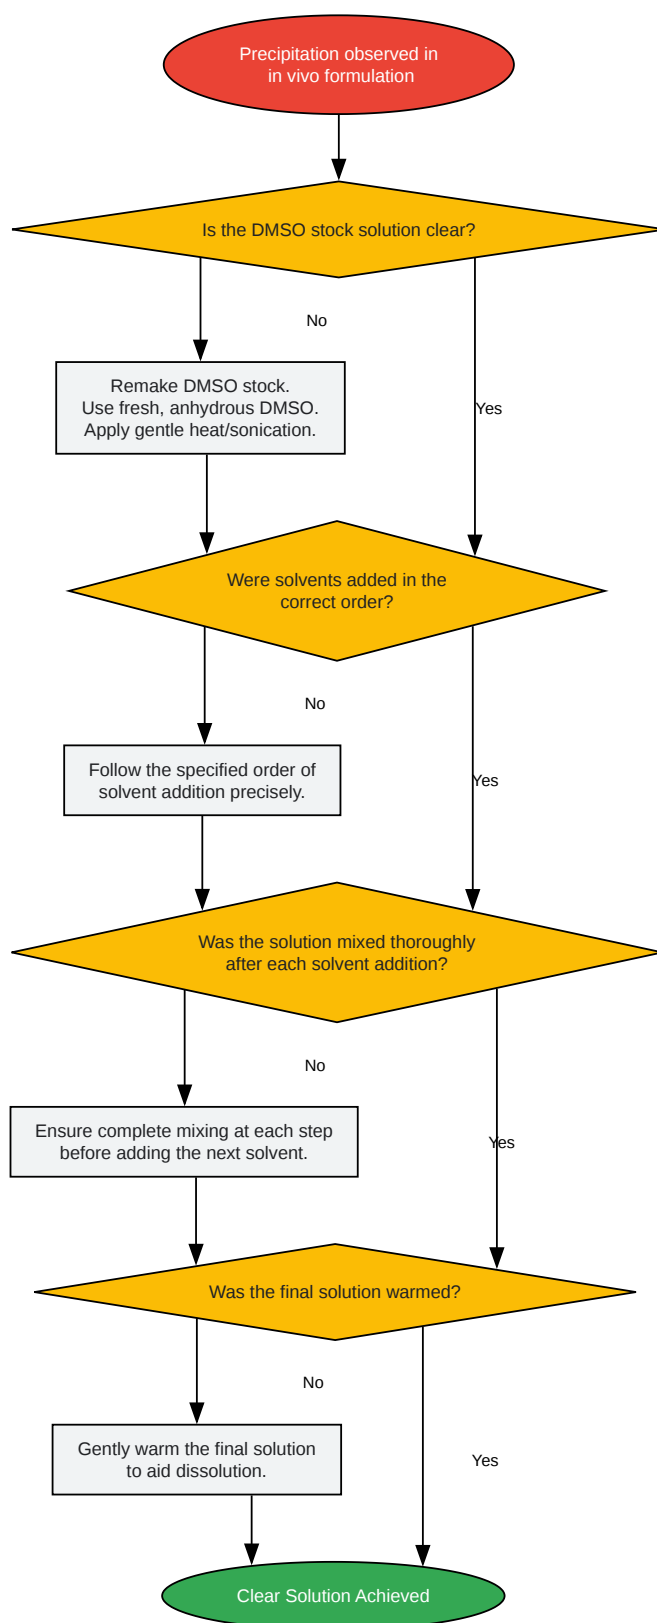 Precipitation observed in
in vivo formulation
Is the DMSO stock solution clear?
No
Remake DMSO stock.
Use fresh, anhydrous DMSO.
Apply gentle heat/sonication.
Yes
Were solvents added in the
correct order?
No
Follow the specified order of
solvent addition precisely.
Yes
Was the solution mixed thoroughly
after each solvent addition?
No
Ensure complete mixing at each step
before adding the next solvent.
Yes
Was the final solution warmed?
No
Gently warm the final solution
to aid dissolution.
Yes
Clear Solution Achieved